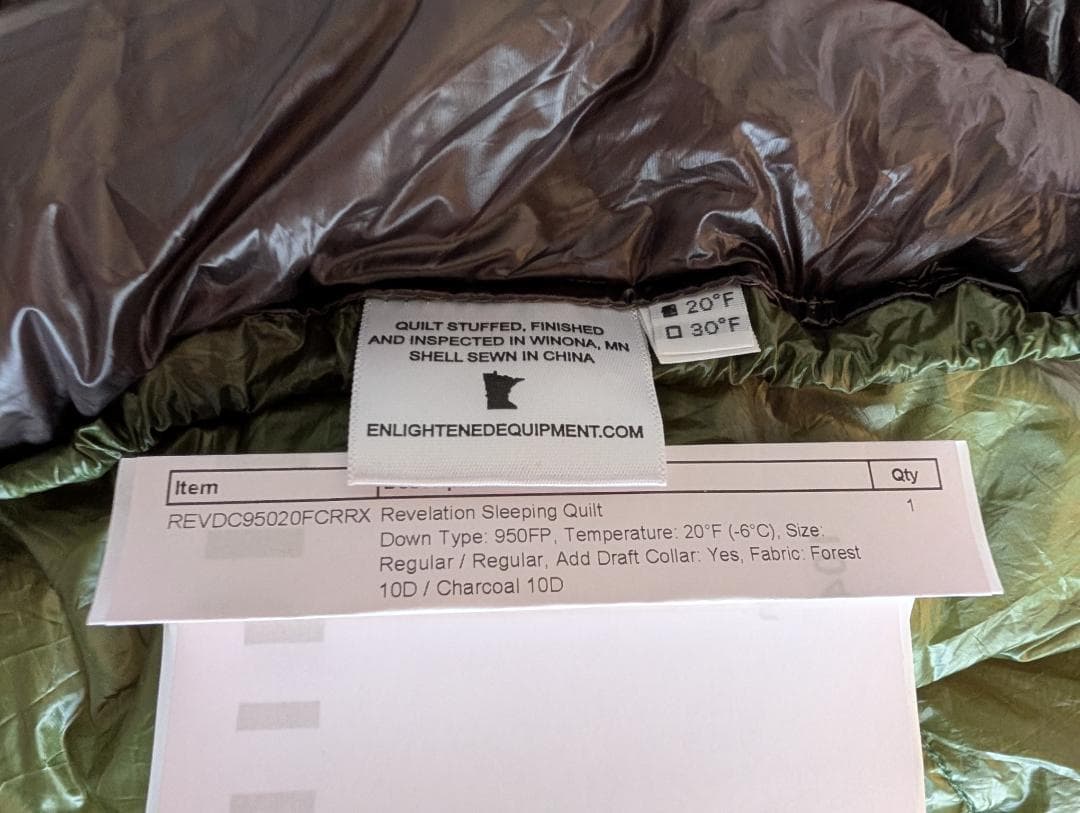 QUILT STUFFED, FINISHED
AND INSPECTED IN WINONA, MN
SHELL SEWN IN CHINA
ENLIGHTENEDEQUIPMENT.COM
20°F
30°F
Item Qty
REVDC95020FCRRX Revelation Sleeping Quilt 1
Down Type: 950FP, Temperature: 20°F (-6°C), Size:
Regular / Regular, Add Draft Collar: Yes, Fabric: Forest
10D / Charcoal 10D